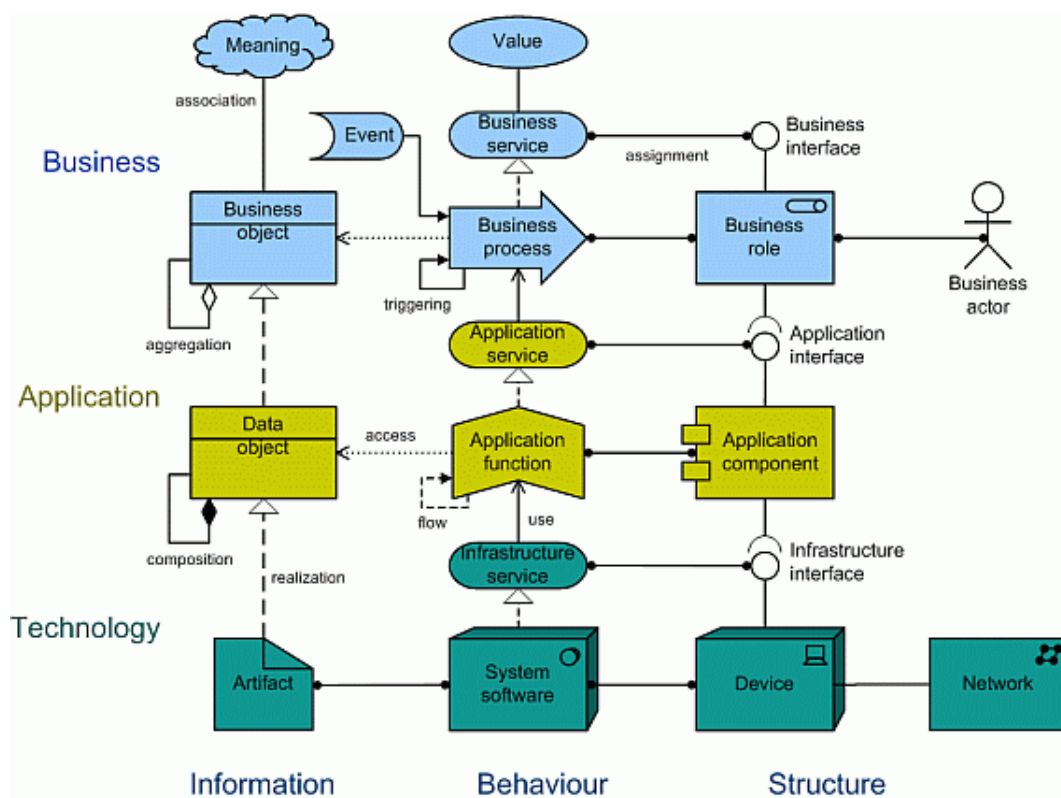 Meaning
Value
association
Event
Business
service
Business
interface
assignment
Business
Business
object
Business
process
Business
role
triggering
Business
actor
aggregation
Application
service
Application
interface
Application
Data
object
access
Application
function
Application
component
flow
use
composition
Infrastructure
service
Infrastructure
interface
realization
Technology
Artifact
System
software
Device
Network
Information
Behaviour
Structure